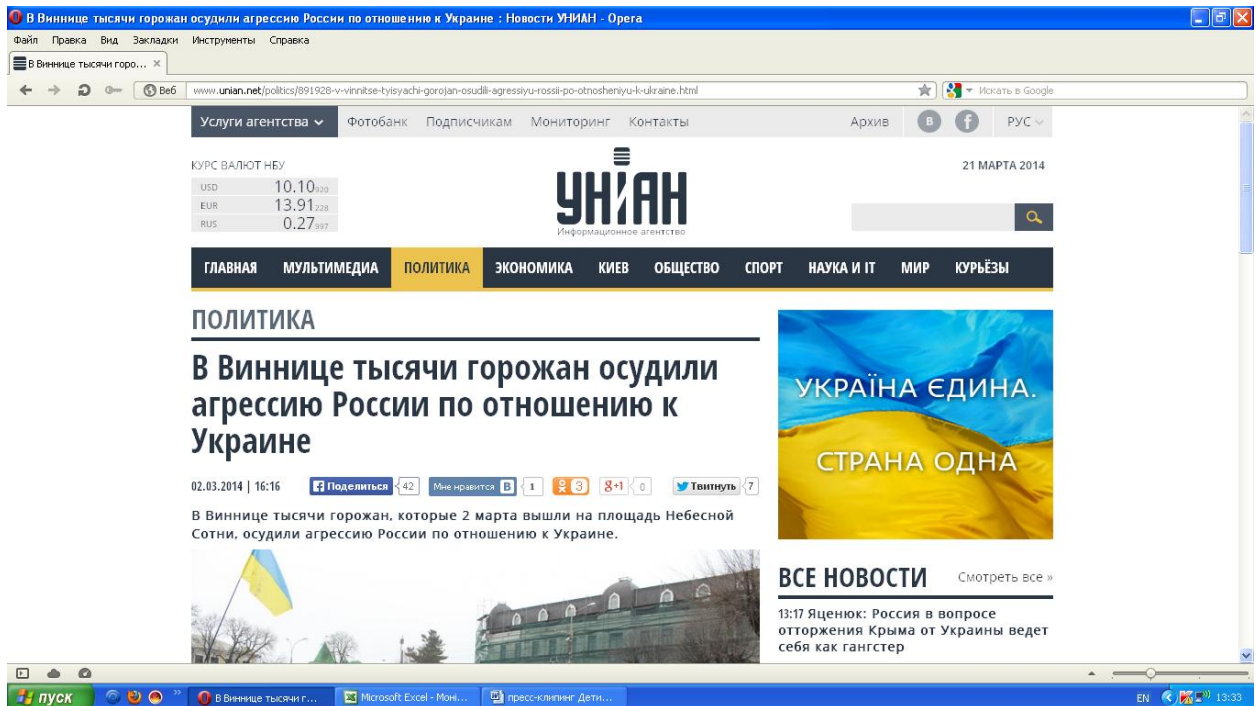 В Виннице тысячи горожан осудили агрессию России по отношению к Украине : Новости УНИАН - Opera
Файл Правка Вид Закладки Инструменты Справка
В Виннице тысячи горо...
Веб www.unian.net/politics/891928-v-vinnitse-tyisyachi-gorojan-osudili-agressiyu-rossii-po-otnosheniyu-k-ukraine.html Искать в Google
Услуги агентства Фотобанк Подписчикам Мониторинг Контакты Архив В f РУС
КУРС ВАЛЮТ НБУ
USD 10.10920
EUR 13.91228
RUS 0.27997
УНІАН
Информационное агентство
21 МАРТА 2014
ГЛАВНАЯ МУЛЬТИМЕДИА ПОЛИТИКА ЭКОНОМИКА КИЕВ ОБЩЕСТВО СПОРТ НАУКА И IT МИР КУРЬЁЗЫ
ПОЛИТИКА
В Виннице тысячи горожан осудили
агрессию России по отношению к
Украине
02.03.2014 | 16:16 Поделиться 42 Мне нравится В 1 3 g+1 0 Твитнуть 7
В Виннице тысячи горожан, которые 2 марта вышли на площадь Небесной
Сотни, осудили агрессию России по отношению к Украине.
УКРАЇНА ЄДИНА.
СТРАНА ОДНА
ВСЕ НОВОСТИ Смотреть все »
13:17 Яценюк: Россия в вопросе
отторжения Крыма от Украины ведет
себя как гангстер
пуск В Виннице тысячи г... Microsoft Excel - Моні... пресс-клипинг Дети... EN 13:33